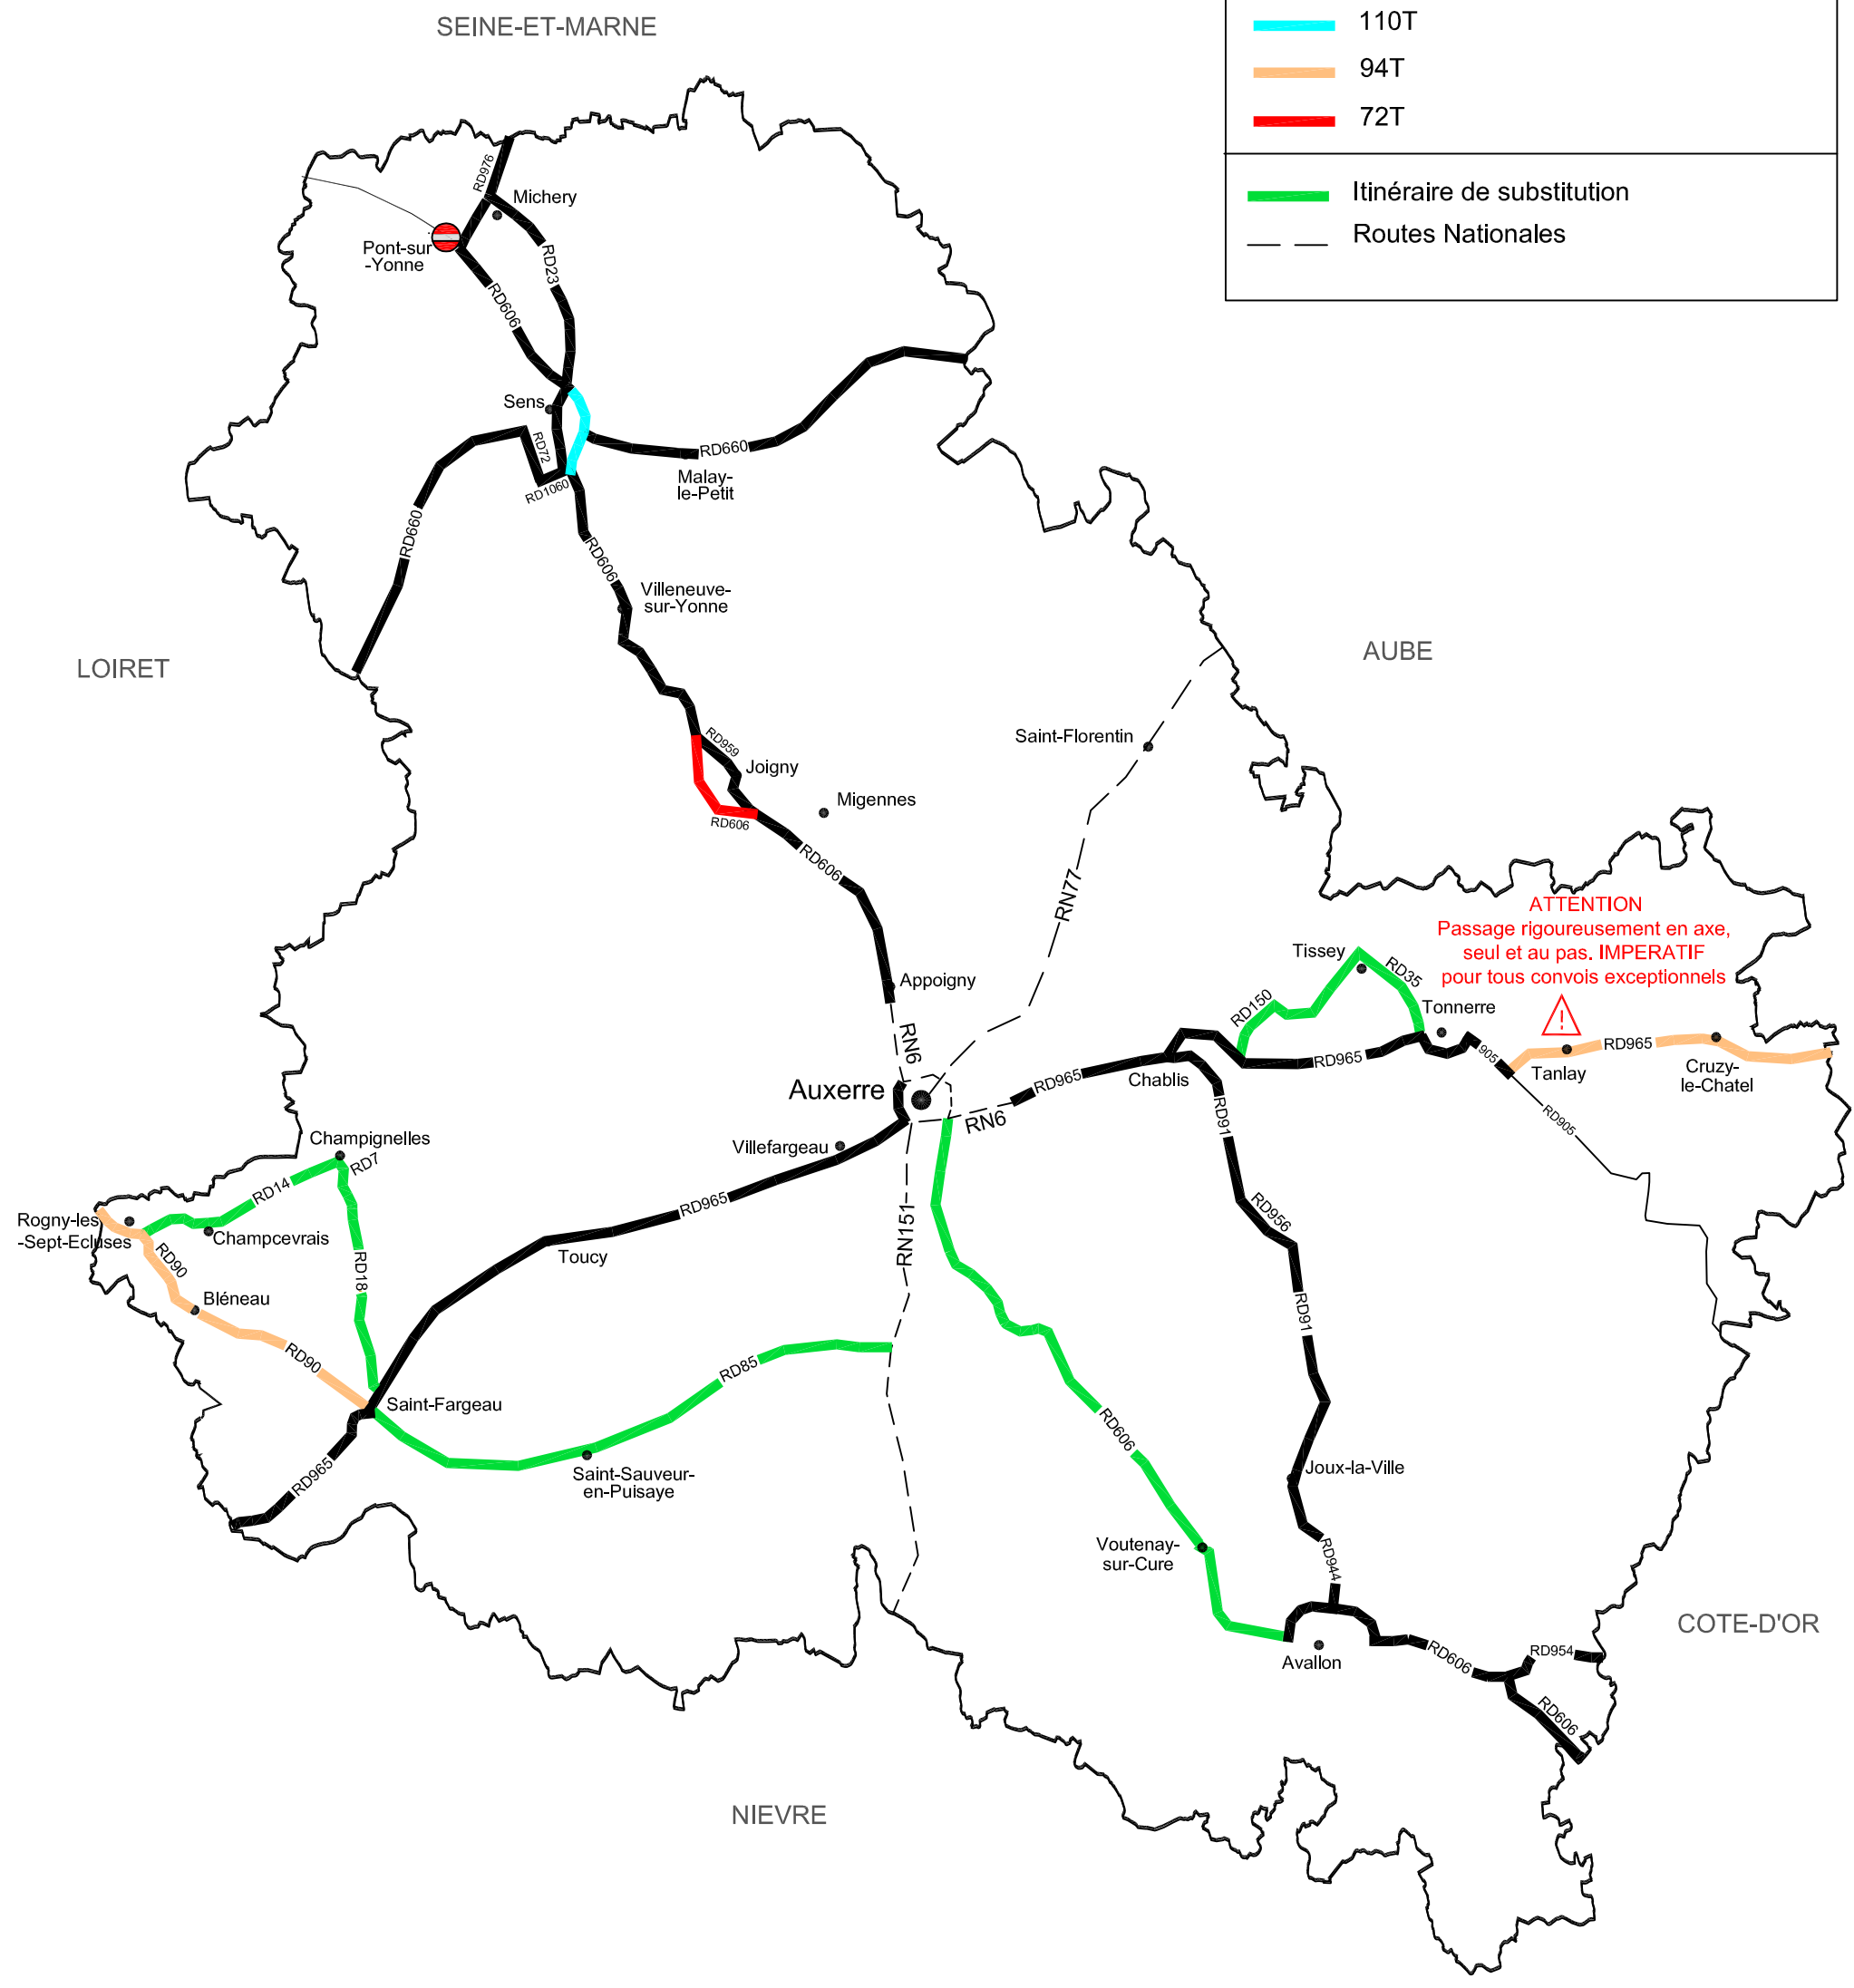 SEINE-ET-MARNE
110T
94T
72T
Itinéraire de substitution
Routes Nationales
RD976
Michery
Pont-sur
-Yonne
RD23
RD606
Sens
RD72
RD660
RD1060
Malay-
le-Petit
RD660
RD606
Villeneuve-
sur-Yonne
LOIRET
AUBE
Saint-Florentin
RD959
Joigny
Migennes
RD606
RD606
RN77
ATTENTION
Passage rigoureusement en axe,
seul et au pas. IMPERATIF
pour tous convois exceptionnels
Tissey
RD35
Appoigny
RD150
Tonnerre
RN6
RD965
905
RD965
Tanlay
Cruzy-
le-Chatel
Chablis
RD965
Auxerre
RN6
RD905
RD91
Villefargeau
Champignelles
RD7
RD14
RD965
Rogny-les
-Sept-Ecluses
Champcevrais
RD956
RD90
RD18
Toucy
RN151
Bléneau
RD91
RD90
RD85
Saint-Fargeau
RD606
RD965
Saint-Sauveur-
en-Puisaye
Joux-la-Ville
Voutenay-
sur-Cure
RD944
COTE-D'OR
Avallon
RD606
RD954
RD606
NIEVRE